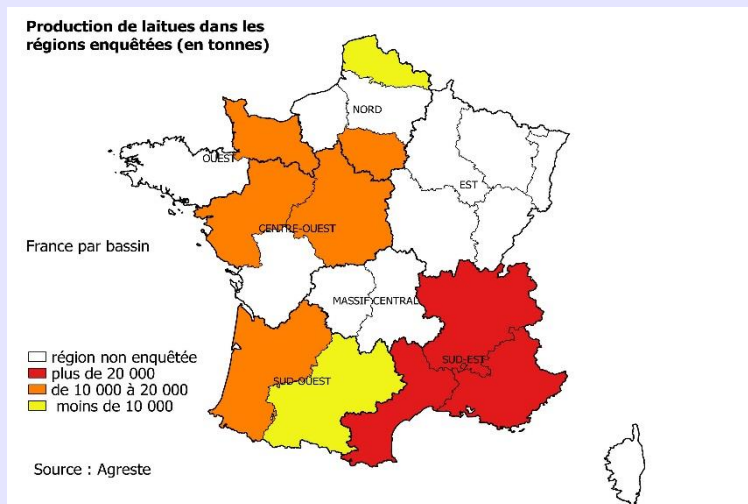 Production de laitues dans les
régions enquêtées (en tonnes)
NORD
OUEST
EST
CENTRE-OUEST
France par bassin
MASSIF CENTRAL
région non enquêtée
plus de 20 000
de 10 000 à 20 000
moins de 10 000
SUD-EST
SUD-OUEST
Source : Agreste